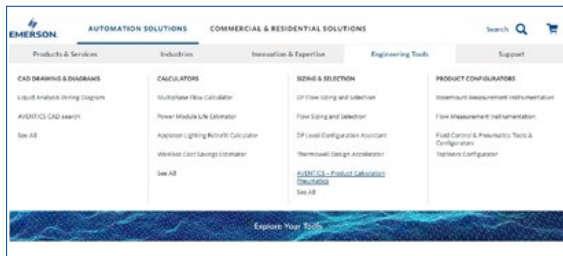 EMERSON
AUTOMATION SOLUTIONS
COMMERCIAL & RESIDENTIAL SOLUTIONS
Search
Products & Services
Industries
Innovation & Expertise
Engineering Tools
Support
CAD DRAWING & DIAGRAMS
Liquid Analysis Wiring Diagram
AVENTICS CAD search
See All
CALCULATORS
Multiphase Flow Calculator
Power Module Life Estimator
Appleton Lighting Retrofit Calculator
Wireless Cost Savings Estimator
See All
SIZING & SELECTION
DP Flow Sizing and Selection
Flow Sizing and Selection
DP Level Configuration Assistant
Thermowell Design Accelerator
AVENTICS - Product Calculation
Pneumatics
See All
PRODUCT CONFIGURATORS
Rosemount Measurement Instrumentation
Flow Measurement Instrumentation
Fluid Control & Pneumatics Tools &
Configurators
TopWorx Configurator
Explore Your Tools